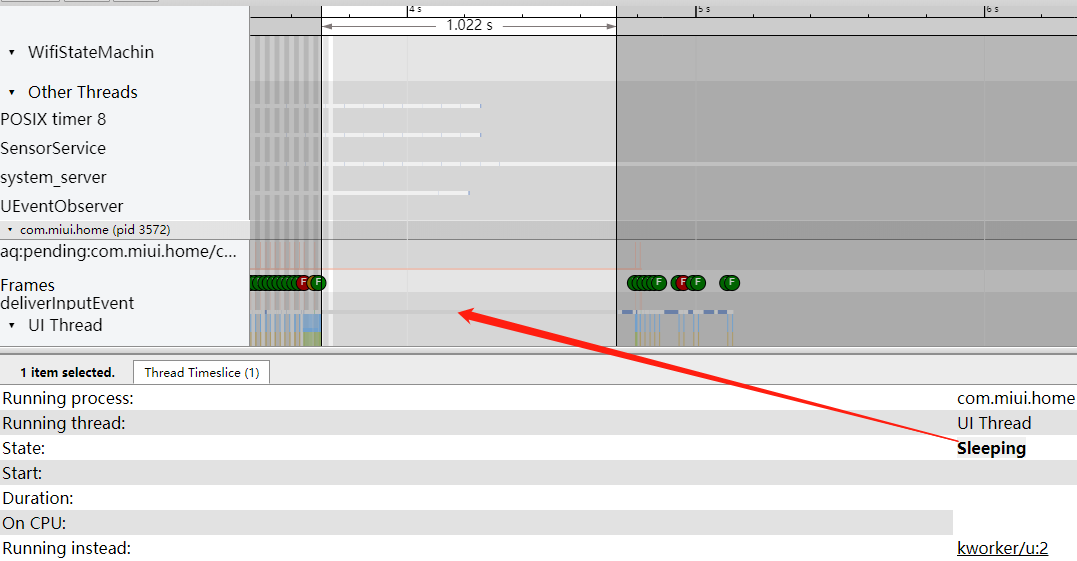 4 s
5 s
6 s
1.022 s
WifiStateMachin
Other Threads
POSIX timer 8
SensorService
system_server
UEventObserver
com.miui.home (pid 3572)
aq:pending:com.miui.home/c...
Frames
F F F F F
deliverInputEvent
UI Thread
1 item selected.
Thread Timeslice (1)
Running process: com.miui.home
Running thread: UI Thread
State: Sleeping
Start:
Duration:
On CPU:
Running instead: kworker/u:2